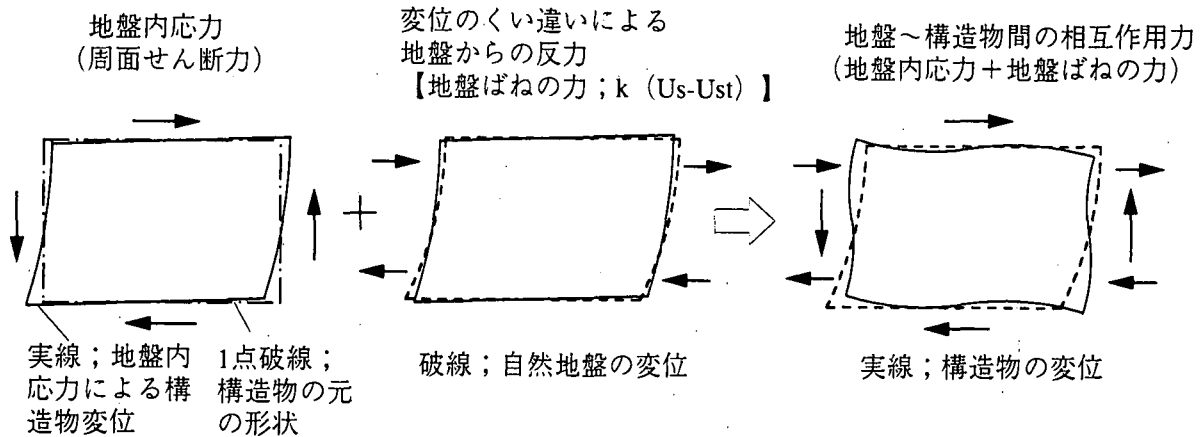 地盤内応力
（周面せん断力）
変位のくい違いによる
地盤からの反力
【地盤ばねの力；k（Us-Ust）】
地盤～構造物間の相互作用力
（地盤内応力＋地盤ばねの力）
実線；地盤内
応力による構
造物変位
1点破線；
構造物の元
の形状
破線；自然地盤の変位
実線；構造物の変位